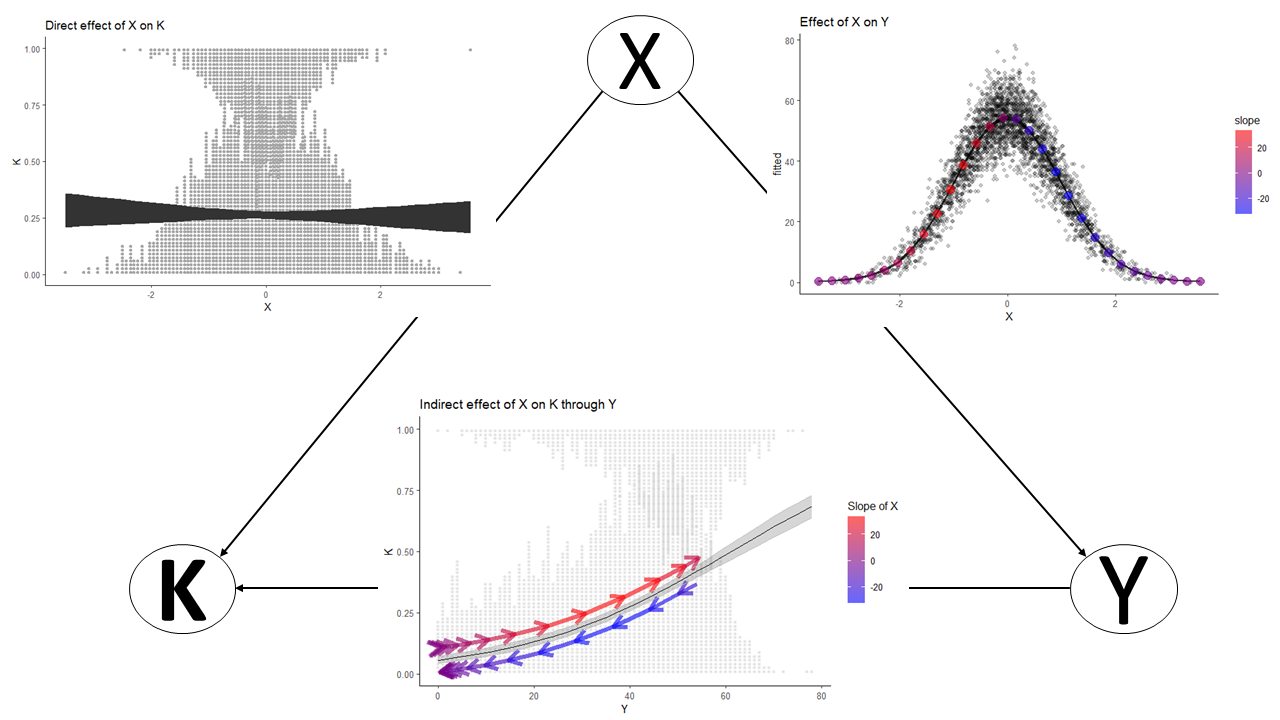 Direct effect of X on K
1.00
0.75
0.50
0.25
0.00
K
-2
0
2
X
X
Effect of X on Y
80
60
40
20
0
fitted
-2
0
2
X
slope
20
0
-20
Indirect effect of X on K through Y
1.00
0.75
0.50
0.25
0.00
K
0
20
40
60
80
Y
Slope of X
20
0
-20
K
Y